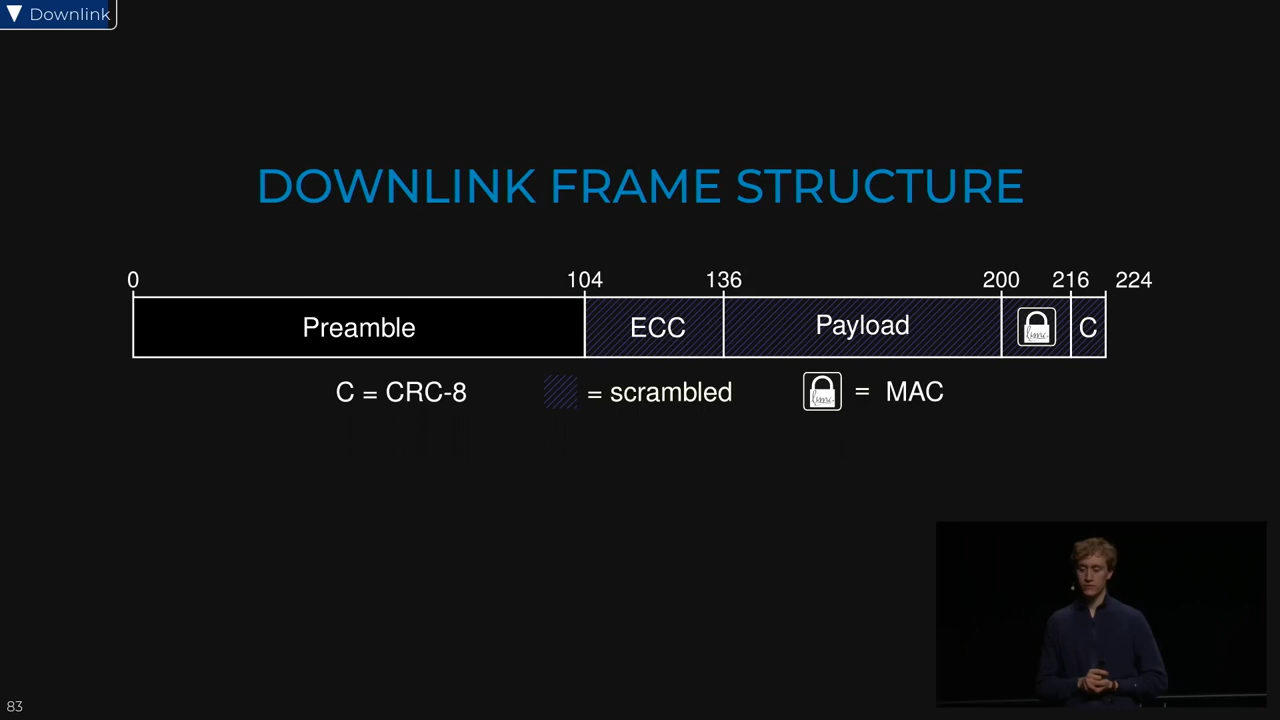 Downlink
DOWNLINK FRAME STRUCTURE
0 104 136 200 216 224
Preamble ECC Payload C
C = CRC-8 = scrambled = MAC
83